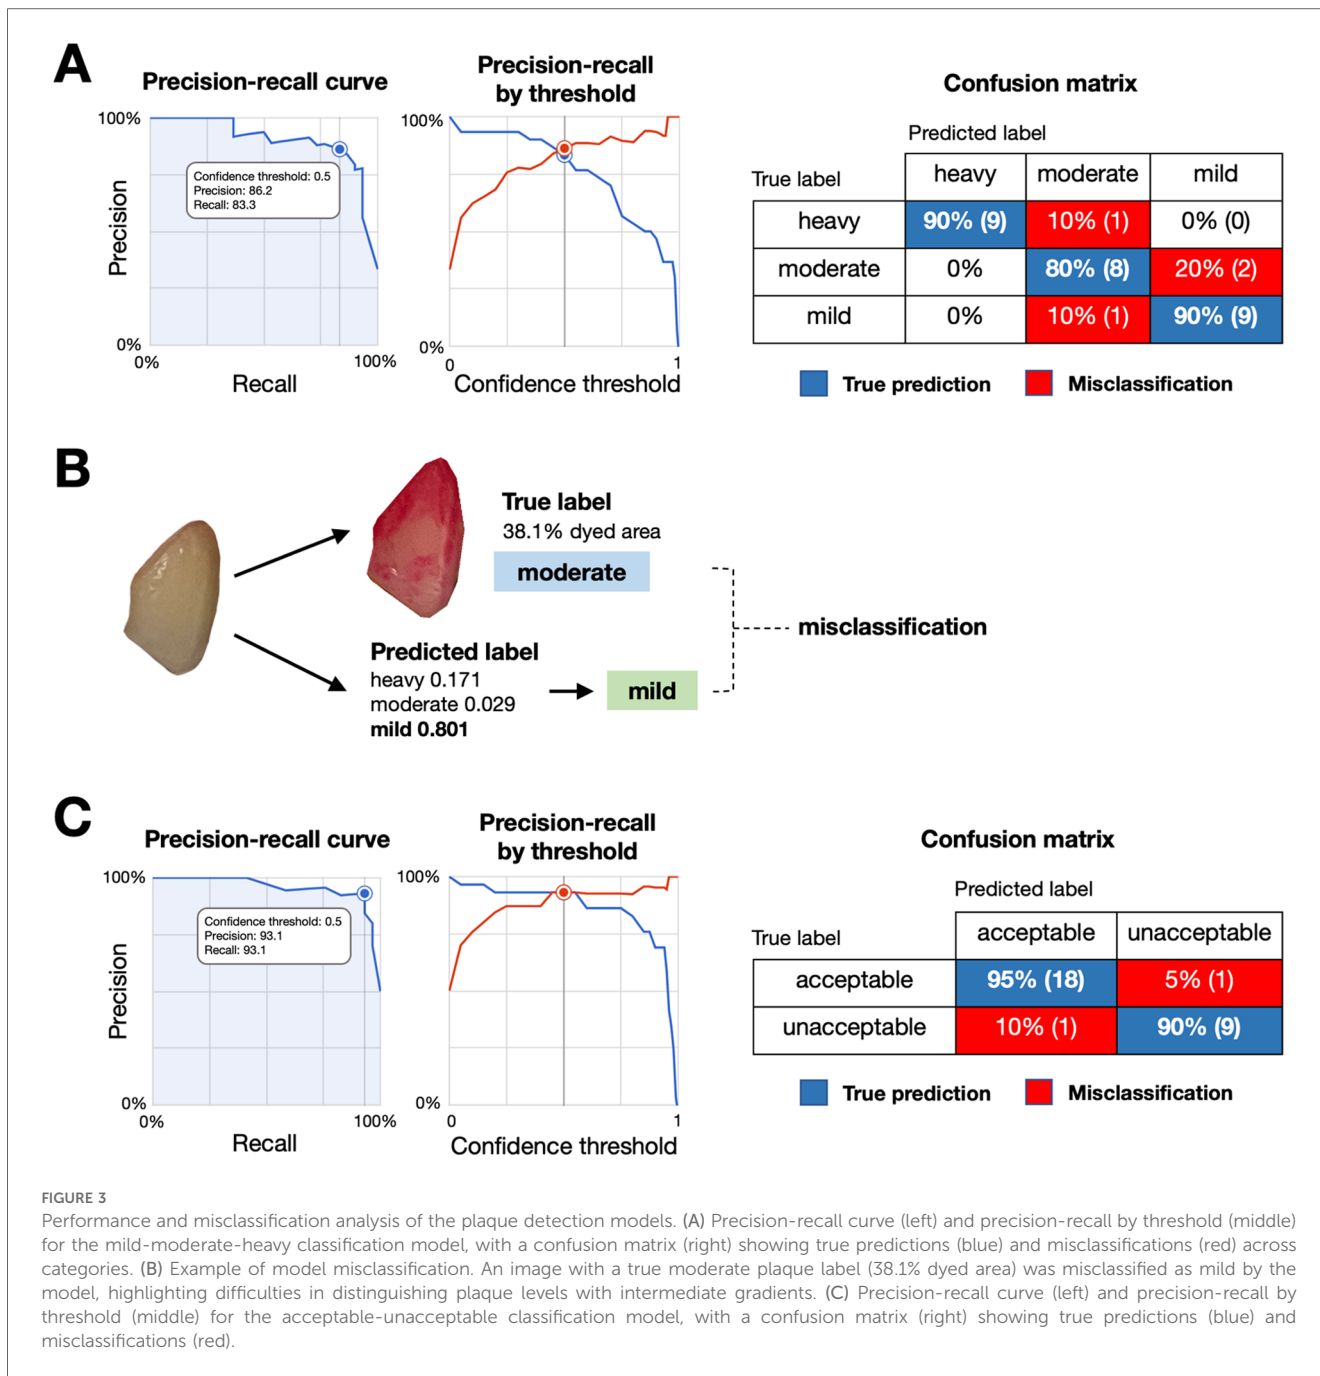 A
Precision-recall curve
100%
Precision
0%
0%
100%
Recall
Confidence threshold: 0.5
Precision: 86.2
Recall: 83.3
Precision-recall
by threshold
100%
0%
0
1
Confidence threshold
Confusion matrix
Predicted label
True label
heavy moderate mild
heavy 90% (9) 10% (1) 0% (0)
moderate 0% 80% (8) 20% (2)
mild 0% 10% (1) 90% (9)
True prediction Misclassification
B
True label
38.1% dyed area
moderate
Predicted label
heavy 0.171
moderate 0.029
mild 0.801
mild
misclassification
C
Precision-recall curve
100%
Precision
0%
0%
100%
Recall
Confidence threshold: 0.5
Precision: 93.1
Recall: 93.1
Precision-recall
by threshold
100%
0%
0
1
Confidence threshold
Confusion matrix
Predicted label
True label
acceptable unacceptable
acceptable 95% (18) 5% (1)
unacceptable 10% (1) 90% (9)
True prediction Misclassification
FIGURE 3
Performance and misclassification analysis of the plaque detection models. (A) Precision-recall curve (left) and precision-recall by threshold (middle)
for the mild-moderate-heavy classification model, with a confusion matrix (right) showing true predictions (blue) and misclassifications (red) across
categories. (B) Example of model misclassification. An image with a true moderate plaque label (38.1% dyed area) was misclassified as mild by the
model, highlighting difficulties in distinguishing plaque levels with intermediate gradients. (C) Precision-recall curve (left) and precision-recall by
threshold (middle) for the acceptable-unacceptable classification model, with a confusion matrix (right) showing true predictions (blue) and
misclassifications (red).